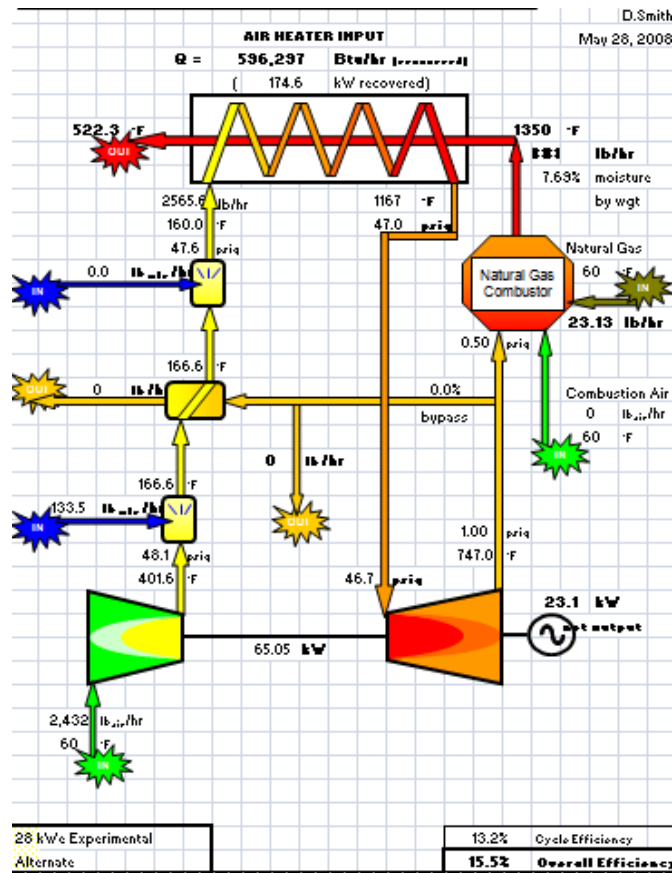 D.Smith
AIR HEATER INPUT
May 28, 2008
Q = 596,297 Btu/hr
( 174.6 kW recovered)
522.3 °F
1350 °F
OUT
lb/hr
7.69% moisture
by wgt
2565.6 lb/hr
1167 °F
160.0 °F
47.0 psig
47.6 psig
Natural Gas
0.0
60 °F
IN
Natural Gas
Combustor
IN
23.13 lb/hr
0.50 psig
166.6 °F
OUT
0 lb/hr
0.0%
Combustion Air
bypass
0 lb air/hr
60 °F
0 lb/hr
IN
166.6 °F
133.5
OUT
IN
1.00 psig
48.1 psig
747.0 °F
401.6 °F
46.7 psig
23.1 kW
net output
65.05 kW
2,432 lb air/hr
60 °F
IN
28 kWe Experimental
13.2% Cycle Efficiency
Alternate
15.5% Overall Efficiency